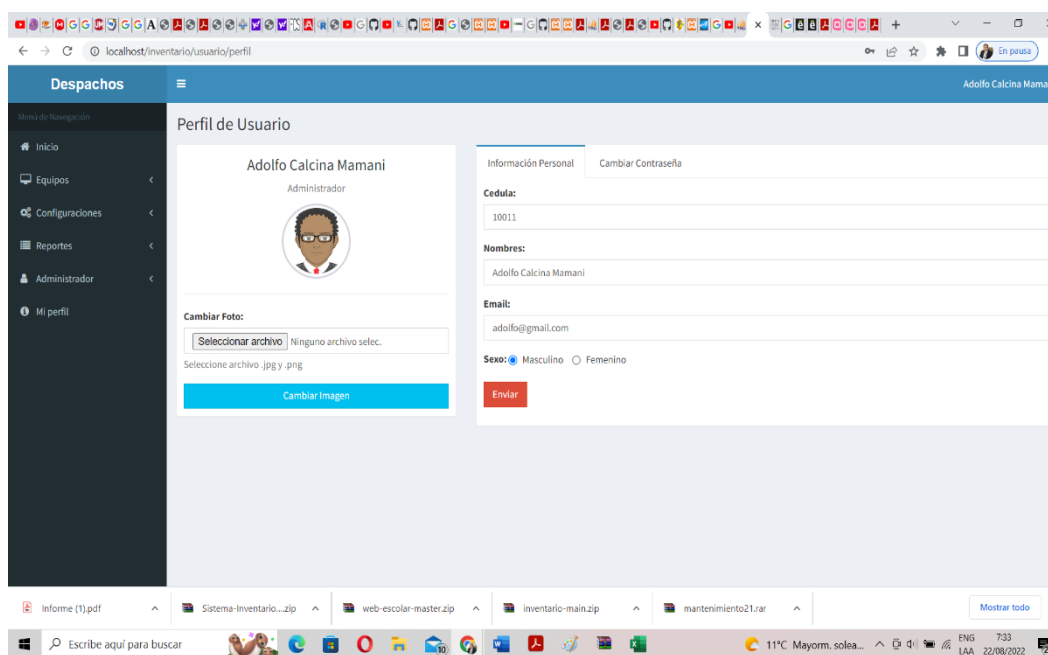 localhost/inventario/usuario/perfil
En pausa
Despachos
Adolfo Calcina Mama
Menú de Navegación
Perfil de Usuario
Inicio
Equipos
Configuraciones
Reportes
Administrador
Mi perfil
Adolfo Calcina Mamani
Administrador
Cambiar Foto:
Seleccionar archivo Ninguno archivo selec.
Seleccione archivo .jpg y .png
Cambiar Imagen
Información Personal Cambiar Contraseña
Cedula:
10011
Nombres:
Adolfo Calcina Mamani
Email:
adolfo@gmail.com
Sexo: Masculino Femenino
Enviar
Informe (1).pdf Sistema-Inventario....zip web-escolar-master.zip inventario-main.zip mantenimiento21.rar Mostrar todo
Escribe aquí para buscar 11°C Mayorm. solea... ENG 7:33
LAA 22/08/2022